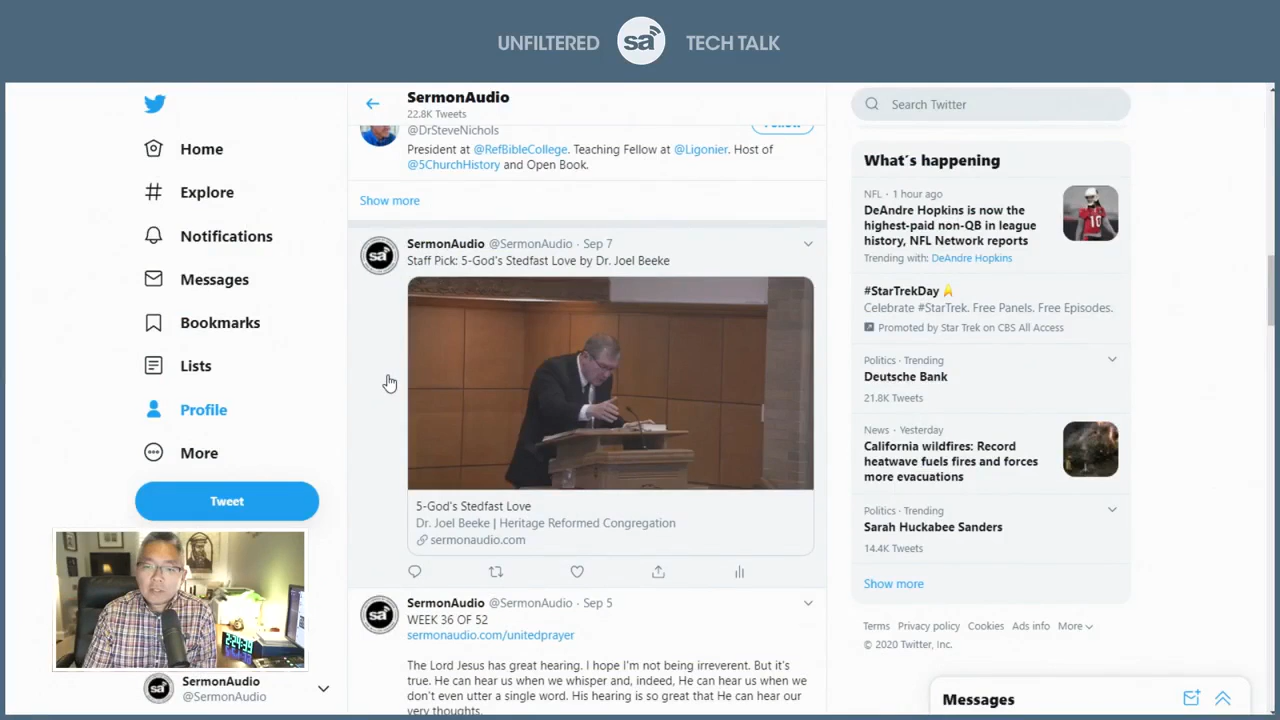 UNFILTERED sa TECH TALK
SermonAudio
22.8K Tweets
Search Twitter
@DrSteveNichols
President at @RefBibleCollege. Teaching Fellow at @Ligonier. Host of
@5ChurchHistory and Open Book.
Show more
Home
Explore
Notifications
Messages
Bookmarks
Lists
Profile
More
Tweet
SermonAudio
@SermonAudio
sa
SermonAudio @SermonAudio · Sep 7
Staff Pick: 5-God's Stedfast Love by Dr. Joel Beeke
sa
5-God's Stedfast Love
Dr. Joel Beeke | Heritage Reformed Congregation
sermonaudio.com
SermonAudio @SermonAudio · Sep 5
sa
WEEK 36 OF 52
sermonaudio.com/unitedprayer
The Lord Jesus has great hearing. I hope I'm not being irreverent. But it's
true. He can hear us when we whisper and, indeed, He can hear us when we
don't even utter a single word. His hearing is so great that He can hear our
very thoughts.
What's happening
NFL · 1 hour ago
DeAndre Hopkins is now the
highest-paid non-QB in league
history, NFL Network reports
Trending with: DeAndre Hopkins
#StarTrekDay
Celebrate #StarTrek. Free Panels. Free Episodes.
Promoted by Star Trek on CBS All Access
Politics · Trending
Deutsche Bank
21.8K Tweets
News · Yesterday
California wildfires: Record
heatwave fuels fires and forces
more evacuations
Politics · Trending
Sarah Huckabee Sanders
14.4K Tweets
Show more
Terms Privacy policy Cookies Ads info More
© 2020 Twitter, Inc.
Messages
sa